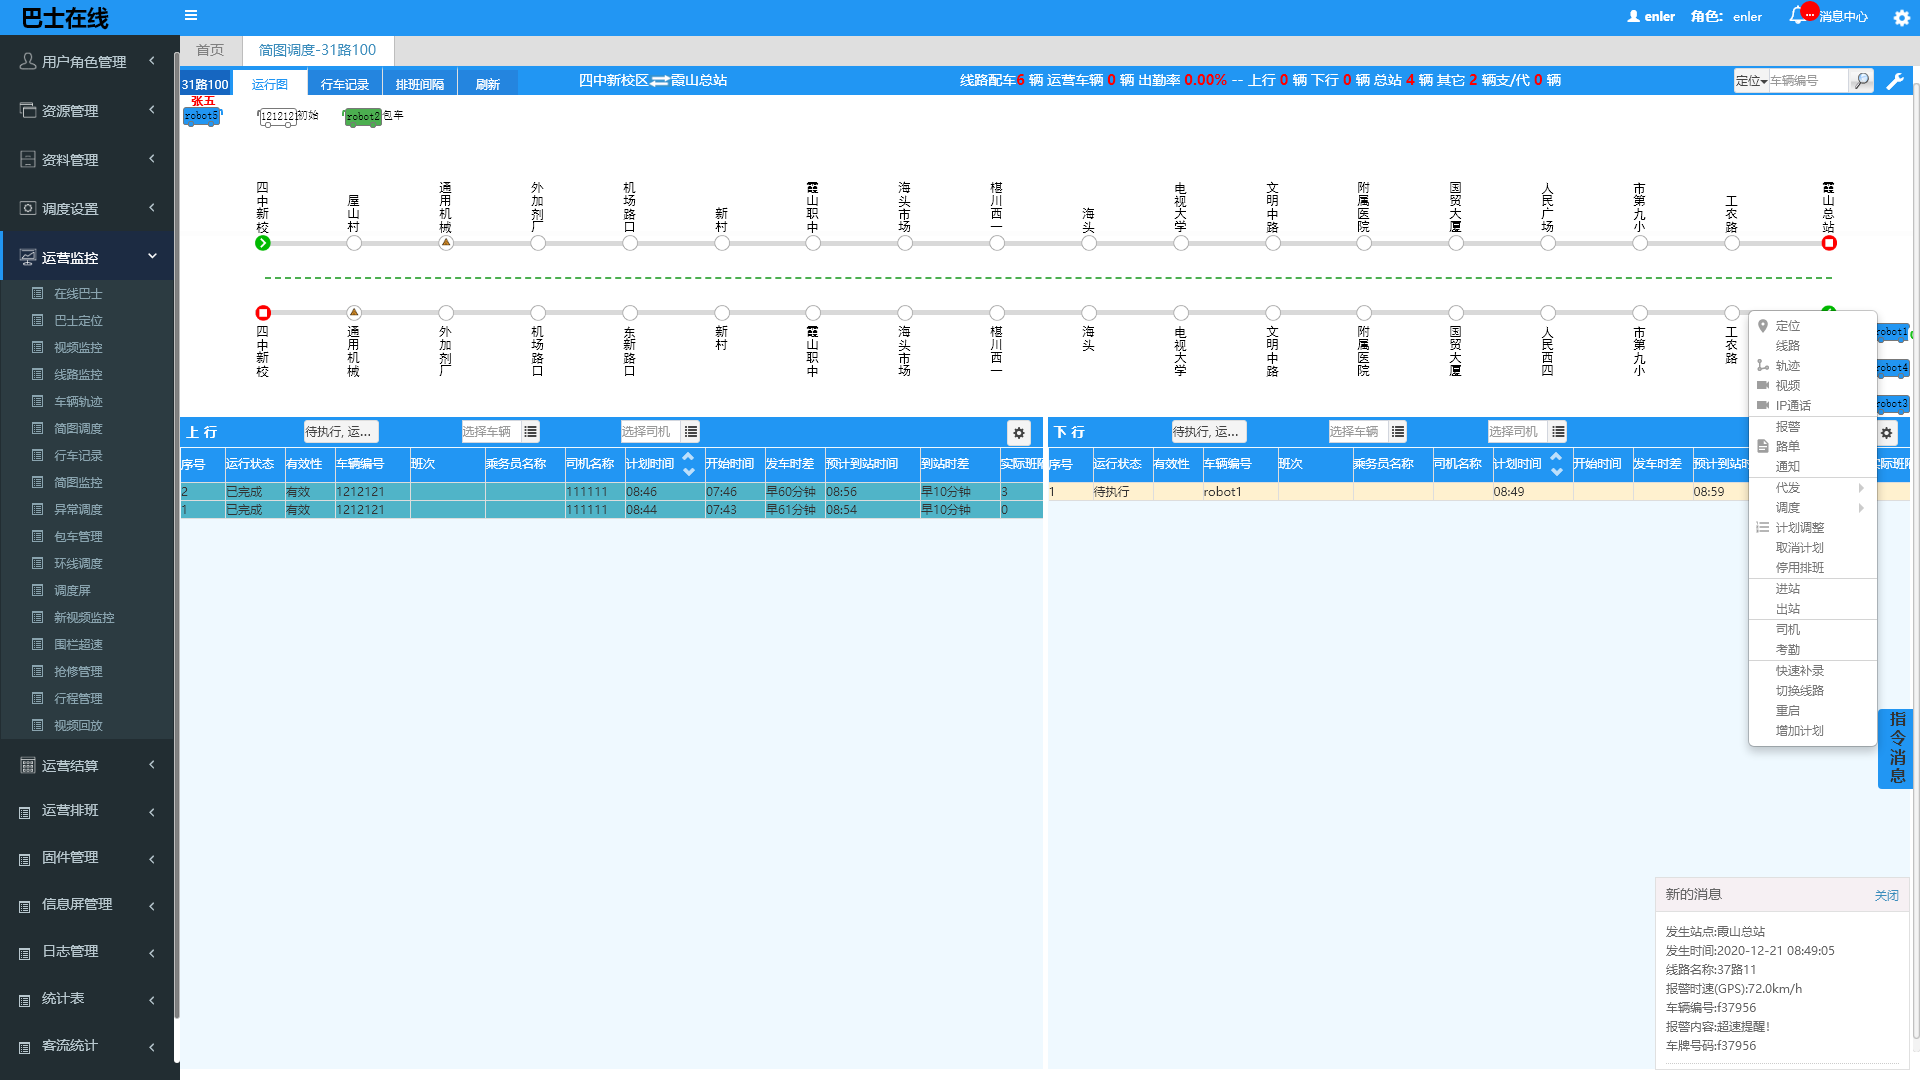 巴士在线
enler 角色: enler 消息中心
首页 简图调度-31路100
31路100 运行图 行车记录 排班间隔 刷新
四中新校区⇌霞山总站
线路配车6 辆 运营车辆 0 辆 出勤率 0.00% -- 上行 0 辆 下行 0 辆 总站 4 辆 其它 2 辆支/代 0 辆
定位 车辆编号
用户角色管理
资源管理
资料管理
调度设置
运营监控
在线巴士
巴士定位
视频监控
线路监控
车辆轨迹
简图调度
行车记录
简图监控
异常调度
包车管理
环线调度
调度屏
新视频监控
围栏超速
抢修管理
行程管理
视频回放
运营结算
运营排班
固件管理
信息屏管理
日志管理
统计表
客流统计
张五
robot5
1212121 初始
robot2 包车
四中新校
屋山村
通用机械
外加剂厂
机场路口
新村
霞山职中
海头市场
椹川西一
海头
电视大学
文明中路
附属医院
国贸大厦
人民广场
市第九小
工农路
霞山总站
四中新校
通用机械
外加剂厂
机场路口
东新路口
新村
霞山职中
海头市场
椹川西一
海头
电视大学
文明中路
附属医院
国贸大厦
人民西四
市第九小
工农路
robot1
robot4
robot3
上 行 待执行, 运... 选择车辆 选择司机
序号 运行状态 有效性 车辆编号 班次 乘务员名称 司机名称 计划时间 开始时间 发车时差 预计到站时间 到站时差 实际班
2 已完成 有效 1212121 111111 08:46 07:46 早60分钟 08:56 早10分钟 3
1 已完成 有效 1212121 111111 08:44 07:43 早61分钟 08:54 早10分钟 0
下 行 待执行, 运... 选择车辆 选择司机
序号 运行状态 有效性 车辆编号 班次 乘务员名称 司机名称 计划时间 开始时间 发车时差 预计到站时 实际班
1 待执行 robot1 08:49 08:59
定位
线路
轨迹
视频
IP通话
报警
路单
通知
代发
调度
计划调整
取消计划
停用排班
进站
出站
司机
考勤
快速补录
切换线路
重启
增加计划
指令消息
新的消息 关闭
发生站点:霞山总站
发生时间:2020-12-21 08:49:05
线路名称:37路11
报警时速(GPS):72.0km/h
车辆编号:f37956
报警内容:超速提醒!
车牌号码:f37956